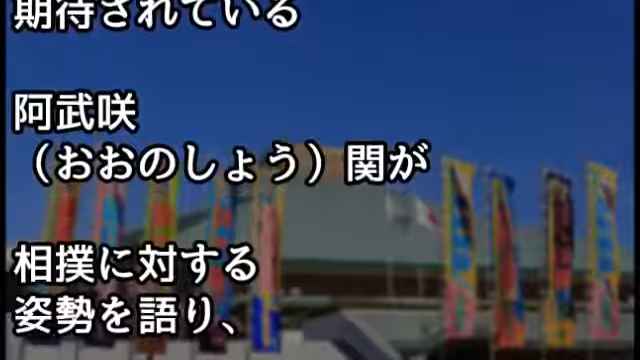 期待されている
阿武咲
（おおのしょう）関が
相撲に対する
姿勢を語り、